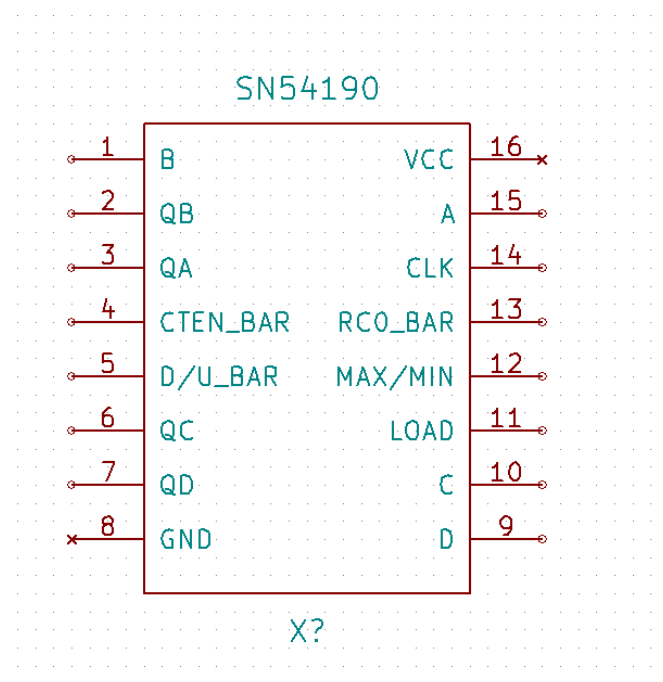 SN54190
1 B VCC 16
2 QB A 15
3 QA CLK 14
4 CTEN_BAR RCO_BAR 13
5 D/U_BAR MAX/MIN 12
6 QC LOAD 11
7 QD C 10
8 GND D 9
X?